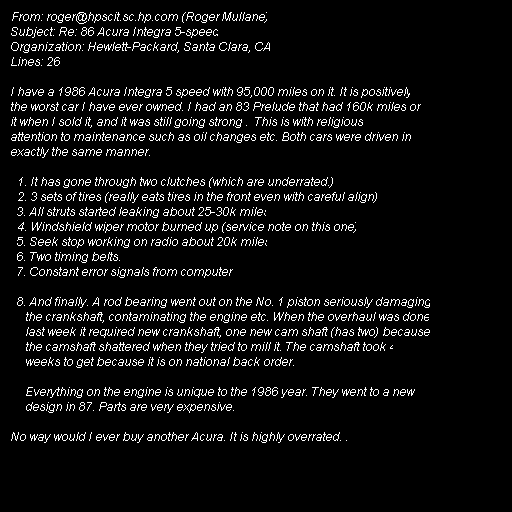 From: roger@hpscit.sc.hp.com (Roger Mullane)
Subject: Re: 86 Acura Integra 5-speed
Organization: Hewlett-Packard, Santa Clara, CA
Lines: 26
I have a 1986 Acura Integra 5 speed with 95,000 miles on it. It is positively
the worst car I have ever owned. I had an 83 Prelude that had 160k miles on
it when I sold it, and it was still going strong .  This is with religious
attention to maintenance such as oil changes etc. Both cars were driven in
exactly the same manner.
1. It has gone through two clutches (which are underrated.)
2. 3 sets of tires (really eats tires in the front even with careful align)
3. All struts started leaking about 25-30k miles
4. Windshield wiper motor burned up (service note on this one)
5. Seek stop working on radio about 20k miles
6. Two timing belts.
7. Constant error signals from computer
8. And finally. A rod bearing went out on the No. 1 piston seriously damaging
the crankshaft, contaminating the engine etc. When the overhaul was done
last week it required new crankshaft, one new cam shaft (has two) because
the camshaft shattered when they tried to mill it. The camshaft took 4
weeks to get because it is on national back order.
Everything on the engine is unique to the 1986 year. They went to a new
design in 87. Parts are very expensive.
No way would I ever buy another Acura. It is highly overrated. .